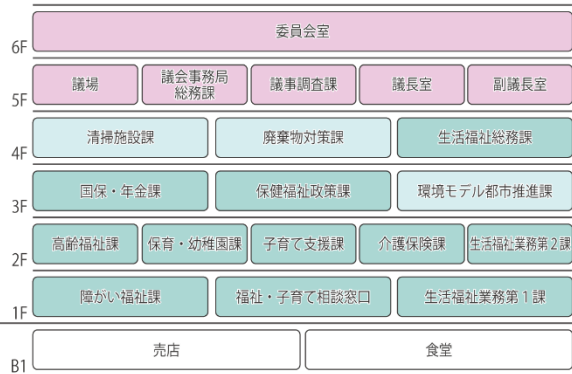 6F
委員会室
5F
議場
議会事務局
総務課
議事調査課
議長室
副議長室
4F
清掃施設課
廃棄物対策課
生活福祉総務課
3F
国保・年金課
保健福祉政策課
環境モデル都市推進課
2F
高齢福祉課
保育・幼稚園課
子育て支援課
介護保険課
生活福祉業務第２課
1F
障がい福祉課
福祉・子育て相談窓口
生活福祉業務第１課
B1
売店
食堂